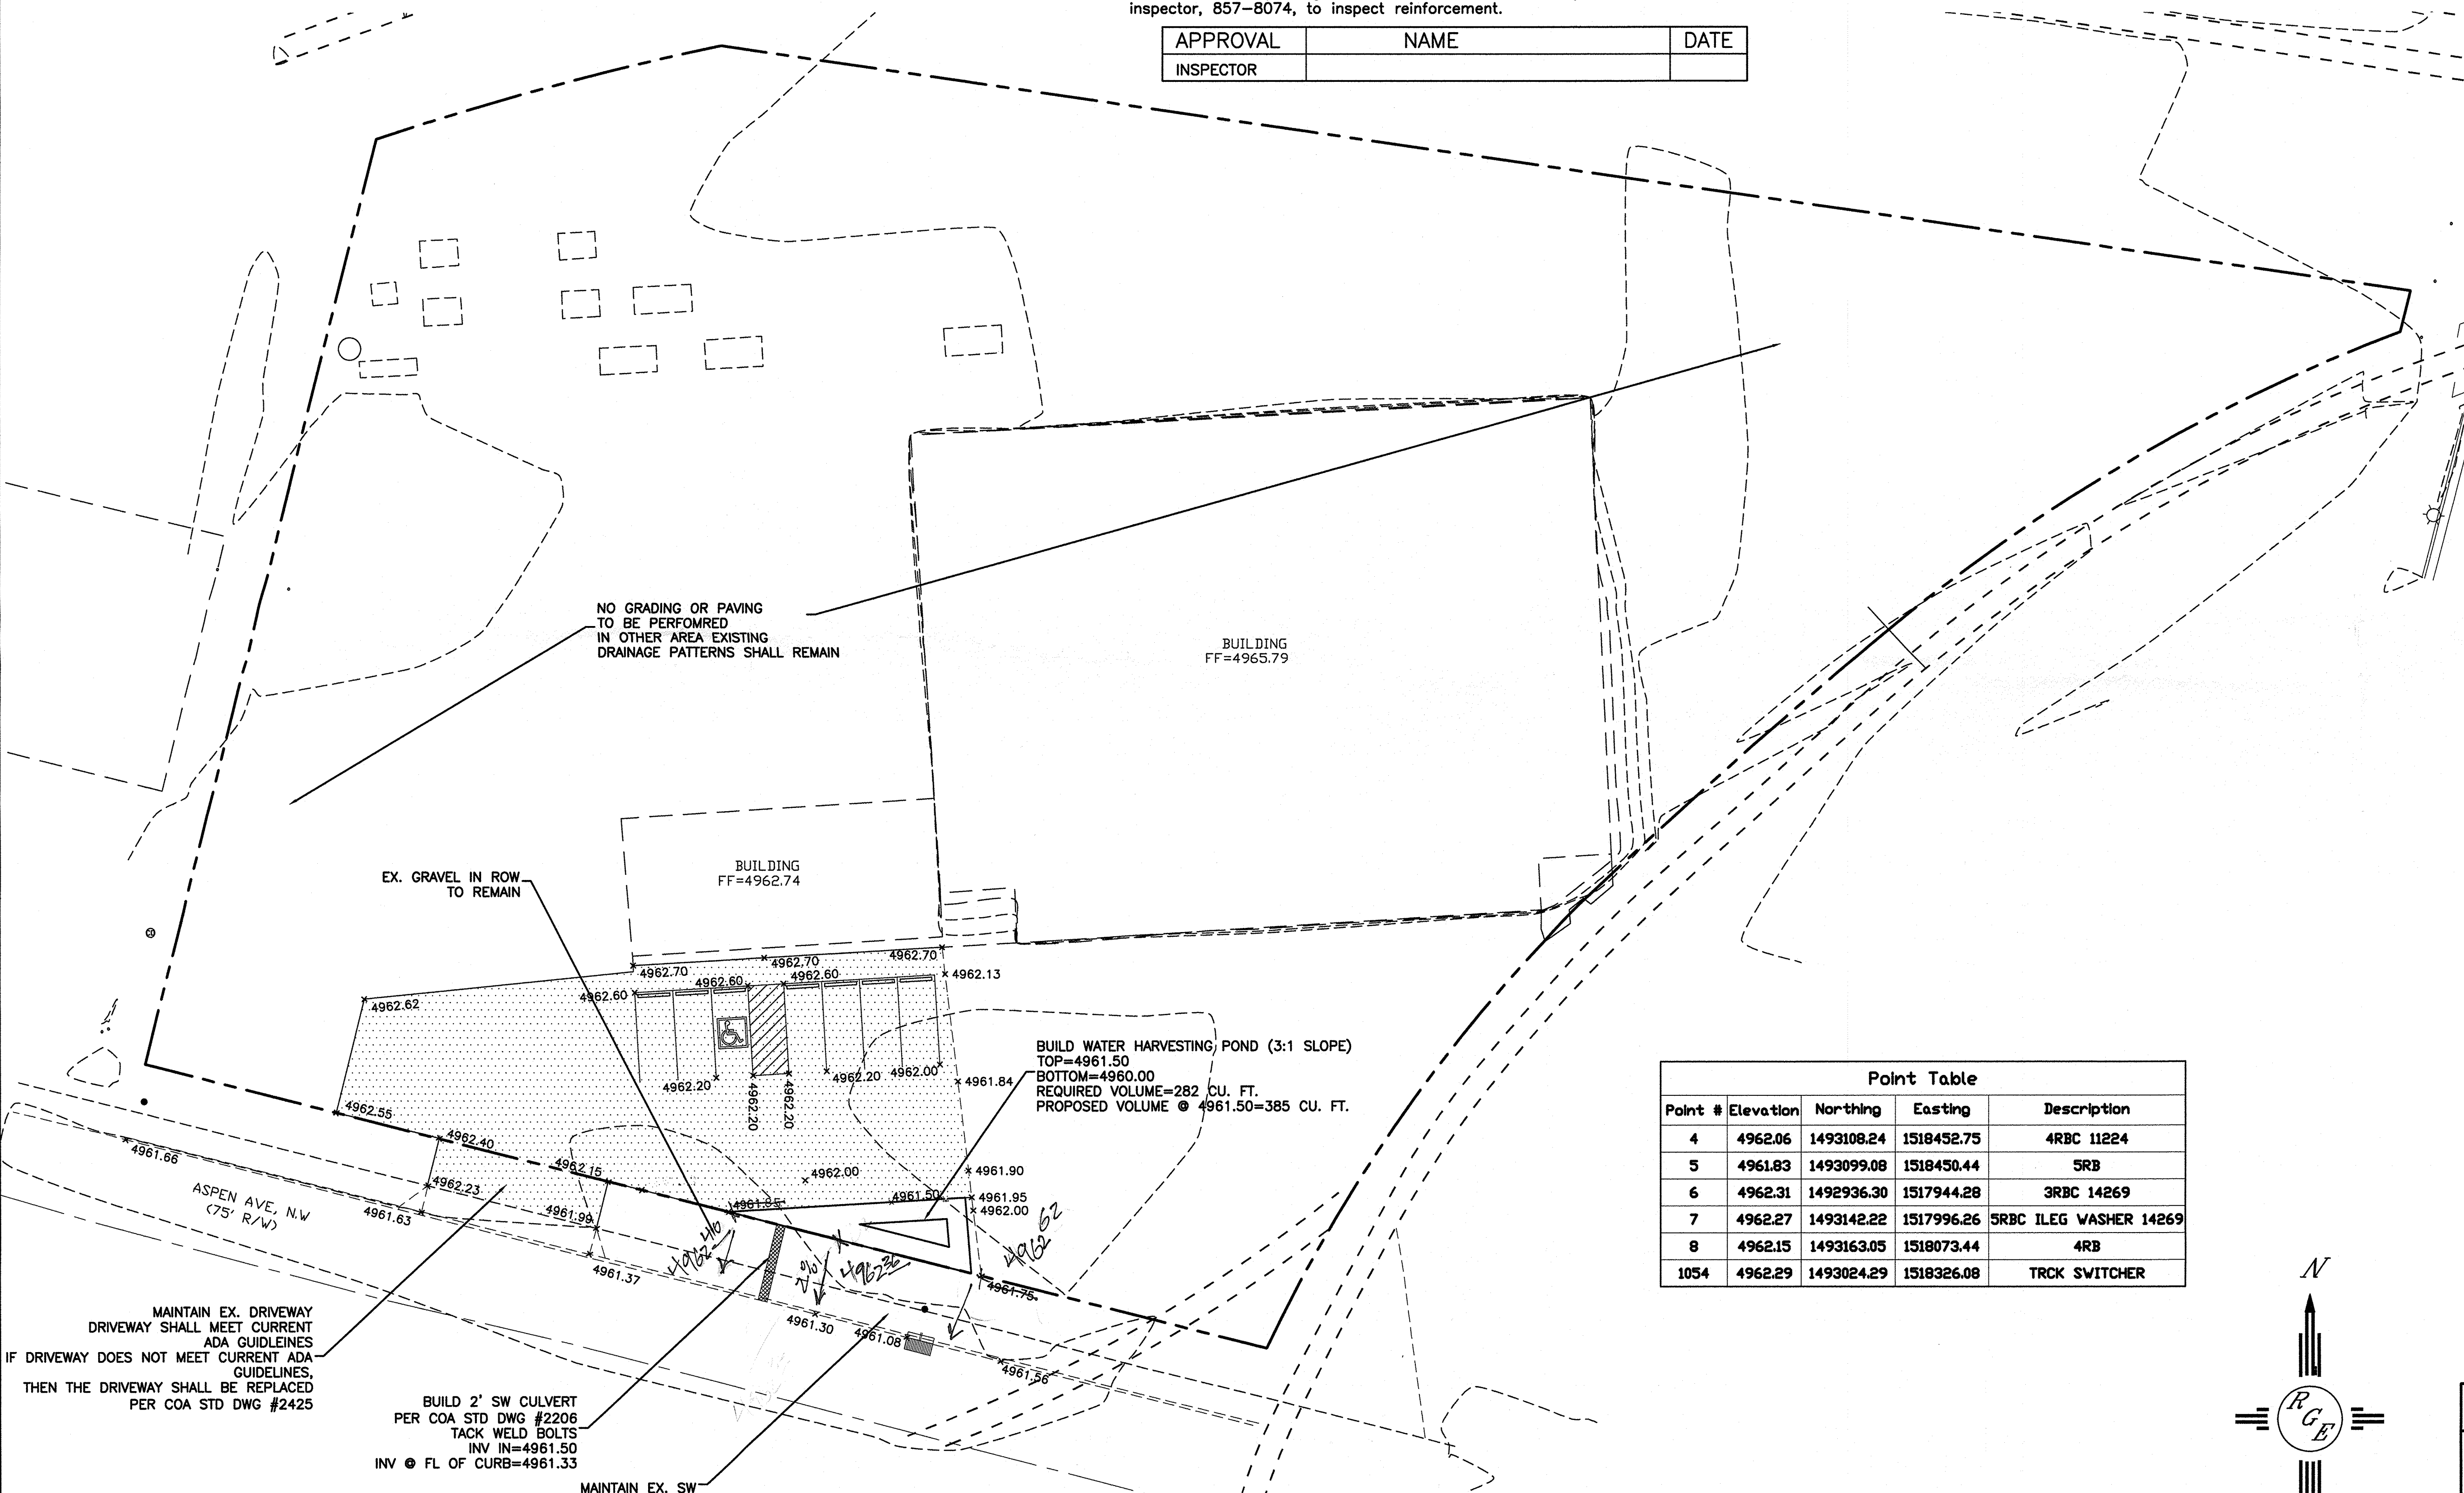 inspector, 857-8074, to inspect reinforcement.
APPROVAL NAME DATE
INSPECTOR
NO GRADING OR PAVING
TO BE PERFOMRED
IN OTHER AREA EXISTING
DRAINAGE PATTERNS SHALL REMAIN
BUILDING
FF=4965.79
BUILDING
FF=4962.74
EX. GRAVEL IN ROW
TO REMAIN
4962.70
4962.70
4962.70
4962.13
4962.60
4962.60
4962.60
4962.62
4962.20
4962.20
4962.20
4962.20
4962.00
4961.84
BUILD WATER HARVESTING POND (3:1 SLOPE)
TOP=4961.50
BOTTOM=4960.00
REQUIRED VOLUME=282 CU. FT.
PROPOSED VOLUME @ 4961.50=385 CU. FT.
4962.55
4962.40
4961.66
4962.15
4962.00
4961.90
4962.23
4961.85
4961.50
4961.95
4962.00
ASPEN AVE, N.W
(75' R/W)
4961.63
4961.99
4962 62
4962 40
2%
4962 36
4961.37
4961.75
4961.30
4961.08
4961.56
MAINTAIN EX. DRIVEWAY
DRIVEWAY SHALL MEET CURRENT
ADA GUIDLEINES
IF DRIVEWAY DOES NOT MEET CURRENT ADA
GUIDELINES,
THEN THE DRIVEWAY SHALL BE REPLACED
PER COA STD DWG #2425
BUILD 2' SW CULVERT
PER COA STD DWG #2206
TACK WELD BOLTS
INV IN=4961.50
INV @ FL OF CURB=4961.33
MAINTAIN EX. SW
Point Table
Point # Elevation Northing Easting Description
4 4962.06 1493108.24 1518452.75 4RBC 11224
5 4961.83 1493099.08 1518450.44 5RB
6 4962.31 1492936.30 1517944.28 3RBC 14269
7 4962.27 1493142.22 1517996.26 5RBC ILEG WASHER 14269
8 4962.15 1493163.05 1518073.44 4RB
1054 4962.29 1493024.29 1518326.08 TRCK SWITCHER
N
RGE